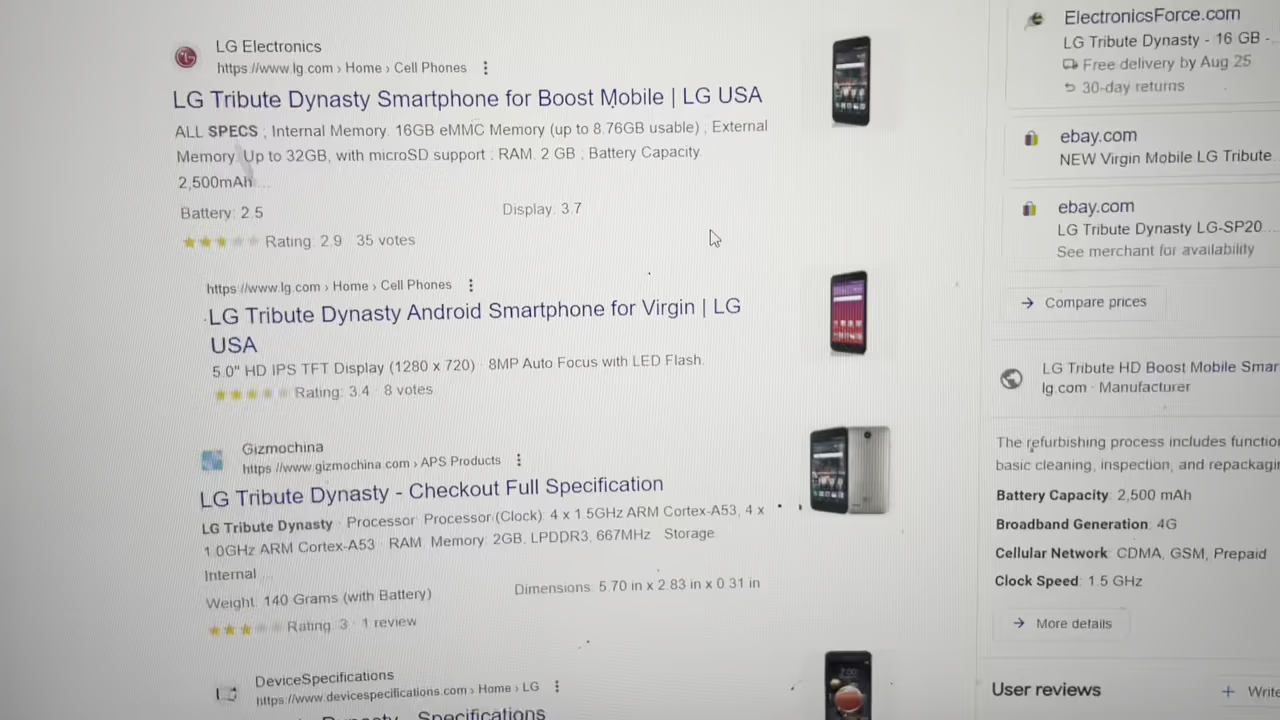 LG Electronics
https://www.lg.com › Home › Cell Phones
LG Tribute Dynasty Smartphone for Boost Mobile | LG USA
ALL SPECS ; Internal Memory. 16GB eMMC Memory (up to 8.76GB usable) ; External
Memory. Up to 32GB, with microSD support ; RAM. 2 GB ; Battery Capacity.
2,500mAh ...
Battery: 2.5
Display: 3.7
Rating: 2.9 · 35 votes
https://www.lg.com › Home › Cell Phones
LG Tribute Dynasty Android Smartphone for Virgin | LG
USA
5.0" HD IPS TFT Display (1280 x 720) · 8MP Auto Focus with LED Flash.
Rating: 3.4 · 8 votes
Gizmochina
https://www.gizmochina.com › APS Products
LG Tribute Dynasty - Checkout Full Specification
LG Tribute Dynasty · Processor: Processor (Clock): 4 x 1.5GHz ARM Cortex-A53, 4 x
1.0GHz ARM Cortex-A53 · RAM. Memory: 2GB, LPDDR3, 667MHz · Storage.
Internal ...
Weight: 140 Grams (with Battery)
Dimensions: 5.70 in x 2.83 in x 0.31 in
Rating: 3 · 1 review
DeviceSpecifications
https://www.devicespecifications.com › Home › LG
Dynasty - Specifications
ElectronicsForce.com
LG Tribute Dynasty - 16 GB -...
Free delivery by Aug 25
30-day returns
ebay.com
NEW Virgin Mobile LG Tribute...
ebay.com
LG Tribute Dynasty LG-SP20...
See merchant for availability
Compare prices
LG Tribute HD Boost Mobile Smar
lg.com · Manufacturer
The refurbishing process includes functio
basic cleaning, inspection, and repackagin
Battery Capacity: 2,500 mAh
Broadband Generation: 4G
Cellular Network: CDMA, GSM, Prepaid
Clock Speed: 1.5 GHz
More details
User reviews
+ Write